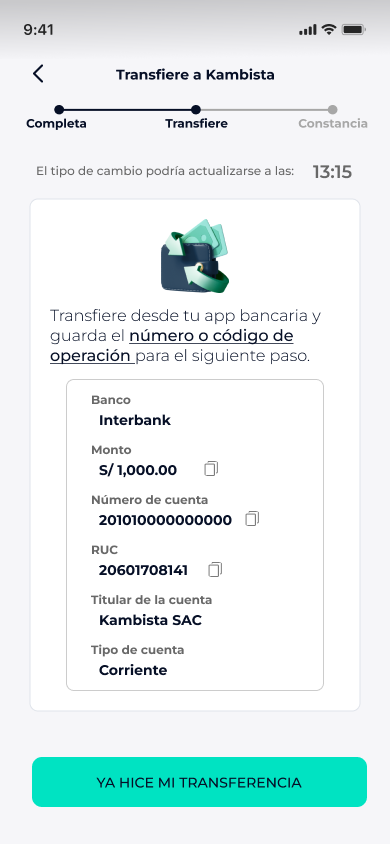 9:41
Transfiere a Kambista
Completa
Transfiere
Constancia
El tipo de cambio podría actualizarse a las:
13:15
Transfiere desde tu app bancaria y
guarda el número o código de
operación para el siguiente paso.
Banco
Interbank
Monto
S/ 1,000.00
Número de cuenta
201010000000000
RUC
20601708141
Titular de la cuenta
Kambista SAC
Tipo de cuenta
Corriente
YA HICE MI TRANSFERENCIA